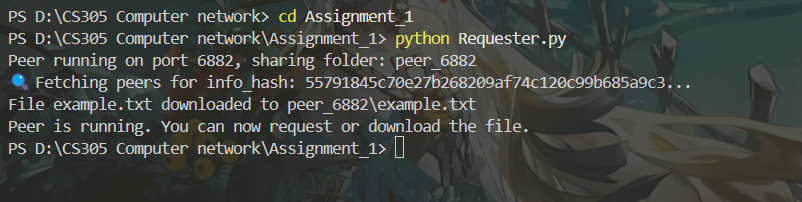 PS D:\CS305 Computer network> cd Assignment_1
PS D:\CS305 Computer network\Assignment_1> python Requester.py
Peer running on port 6882, sharing folder: peer_6882
🔍 Fetching peers for info_hash: 55791845c70e27b268209af74c120c99b685a9c3...
File example.txt downloaded to peer_6882\example.txt
Peer is running. You can now request or download the file.
PS D:\CS305 Computer network\Assignment_1>